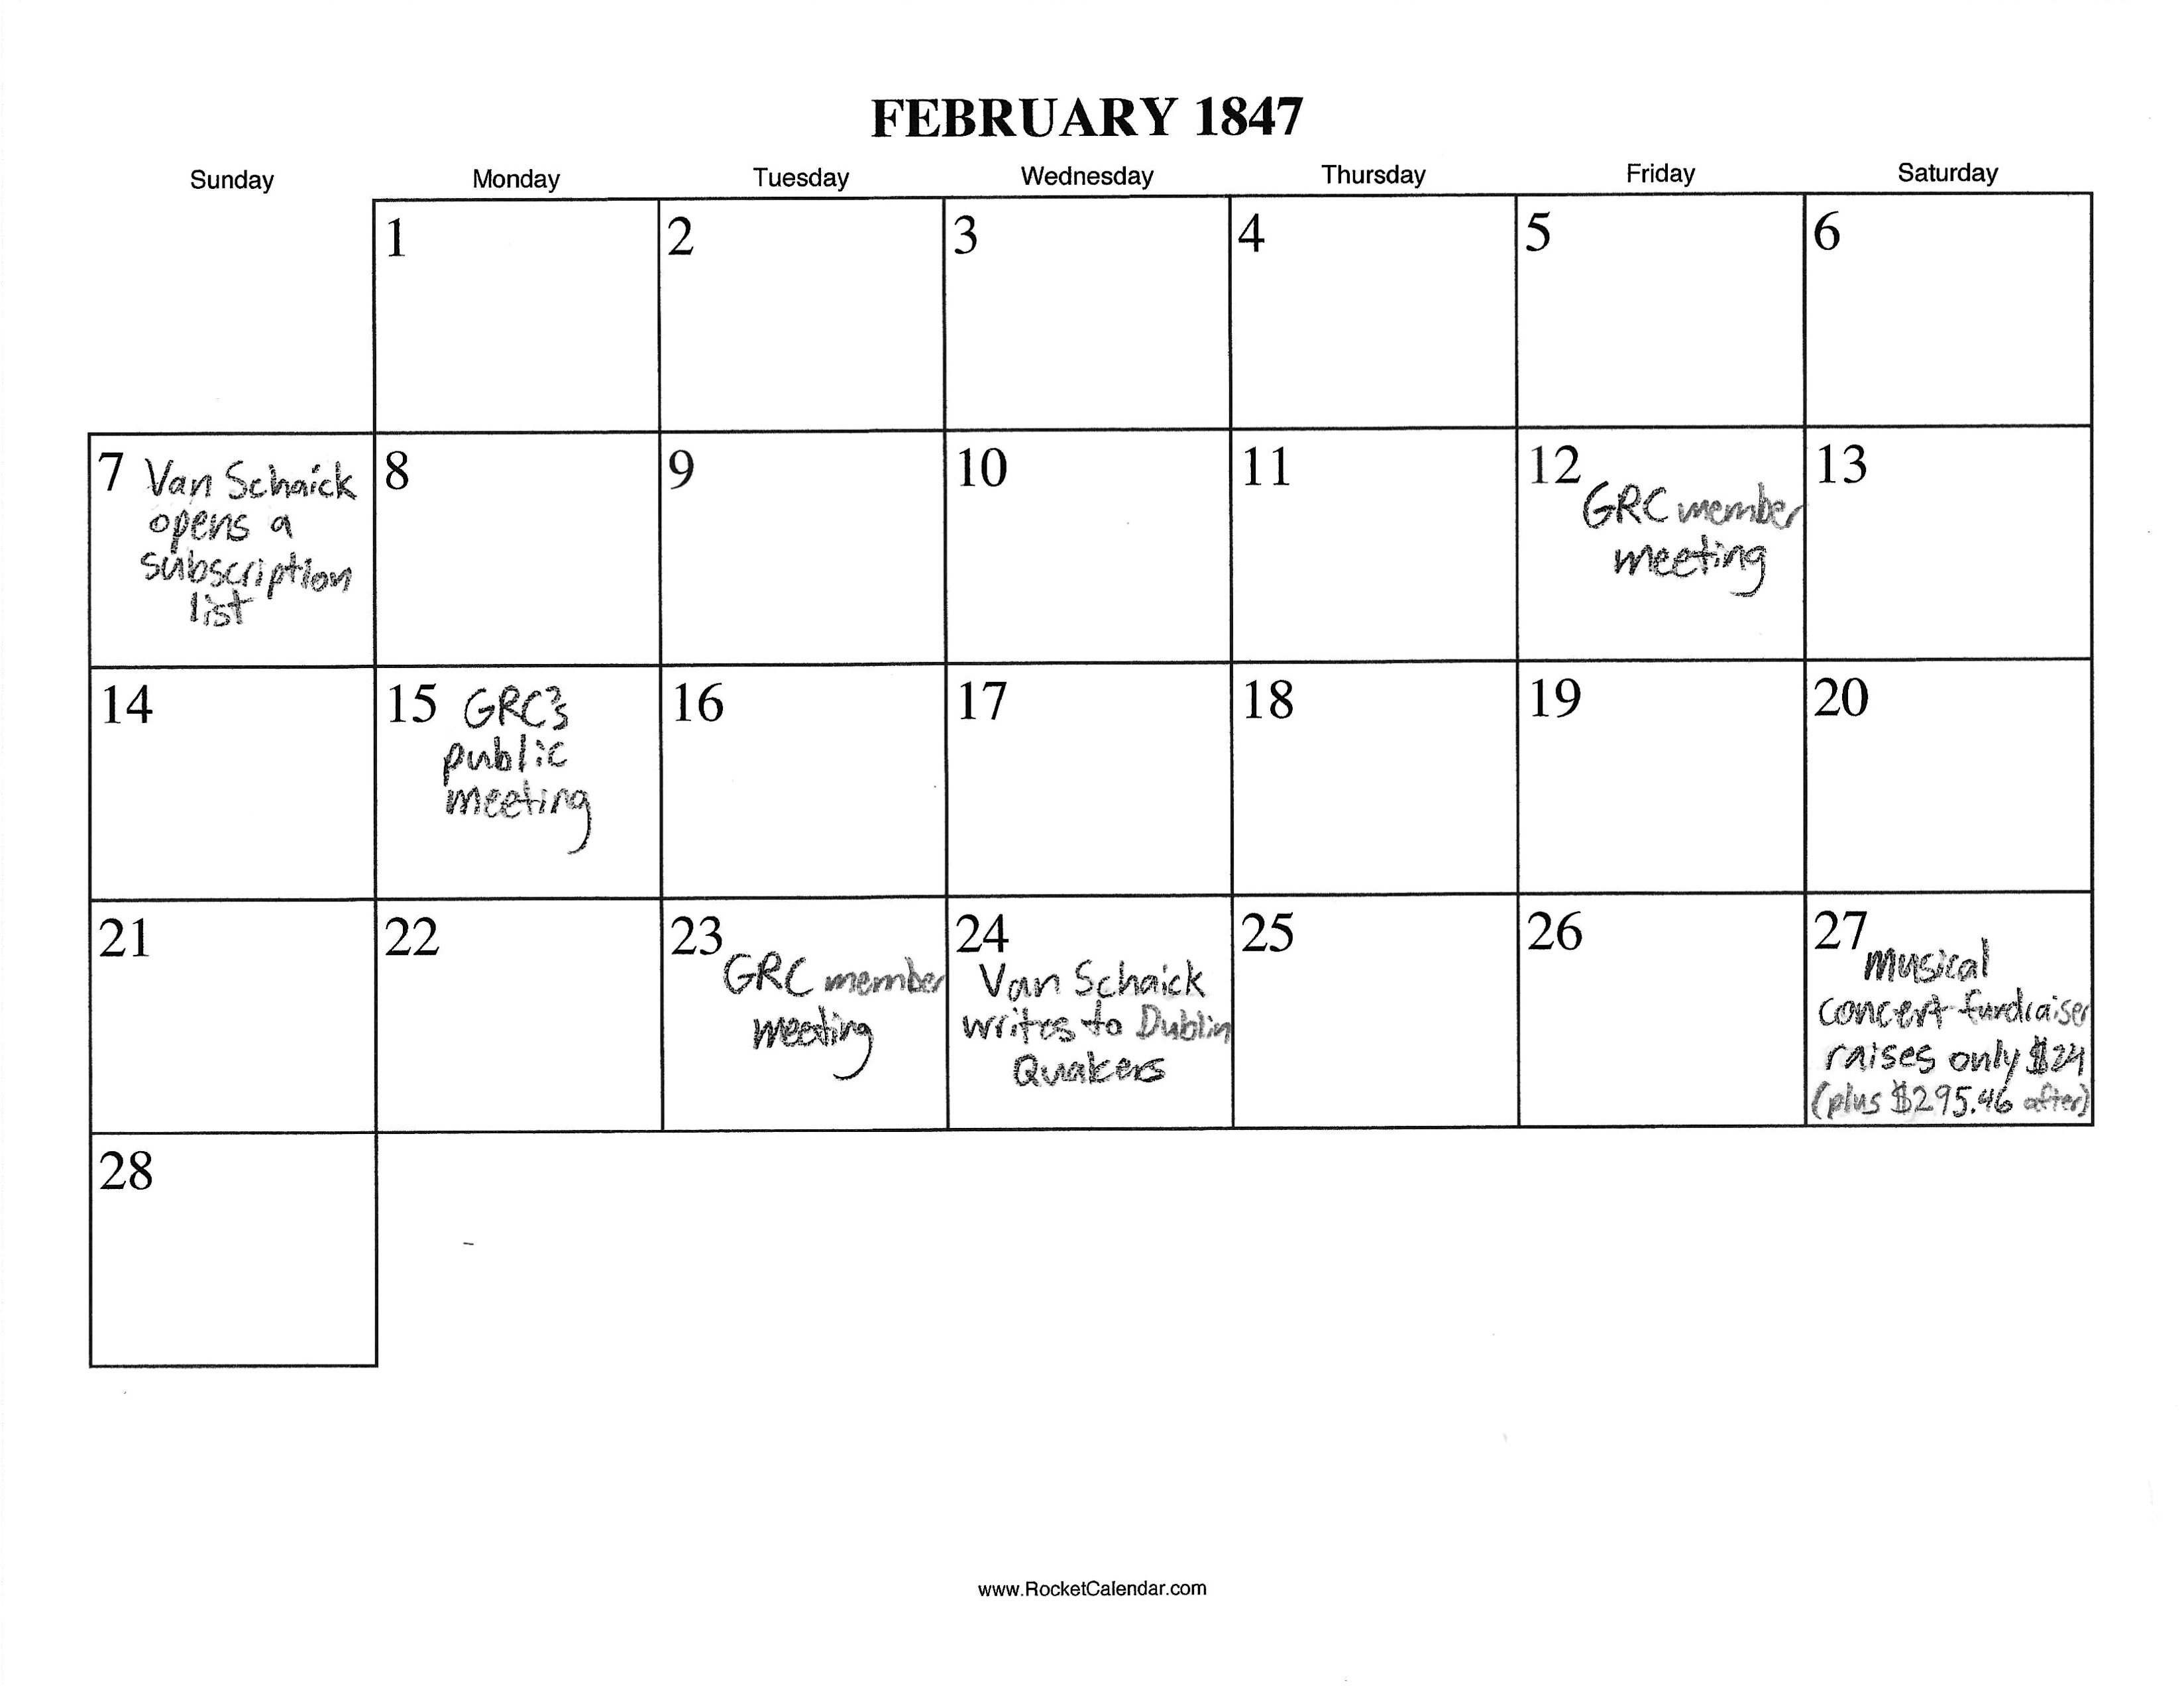 FEBRUARY 1847
Sunday Monday Tuesday Wednesday Thursday Friday Saturday
1 2 3 4 5 6
7 Van Schaick
opens a
subscription
list
8 9 10 11
12 GRC member
meeting
13
14
15 GRC's
public
meeting
16 17 18 19 20
21 22
23 GRC member
meeting
24
Van Schaick
writes to Dublin
Quakers
25 26
27 Musical
concert fundraiser
raises only $24
(plus $295.46 after)
28
www.RocketCalendar.com